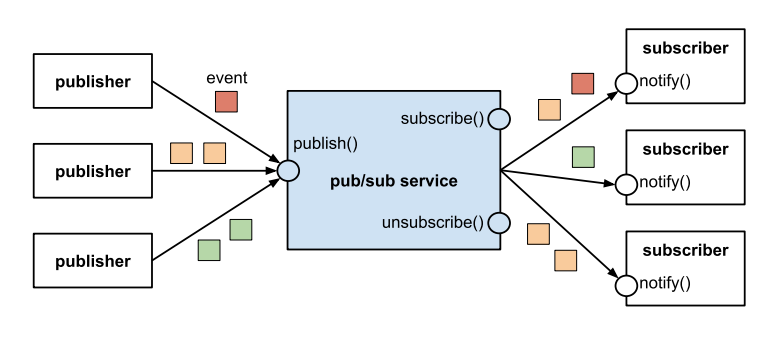 publisher
event
publisher
publisher
publish()
pub/sub service
subscribe()
unsubscribe()
subscriber
notify()
subscriber
notify()
subscriber
notify()